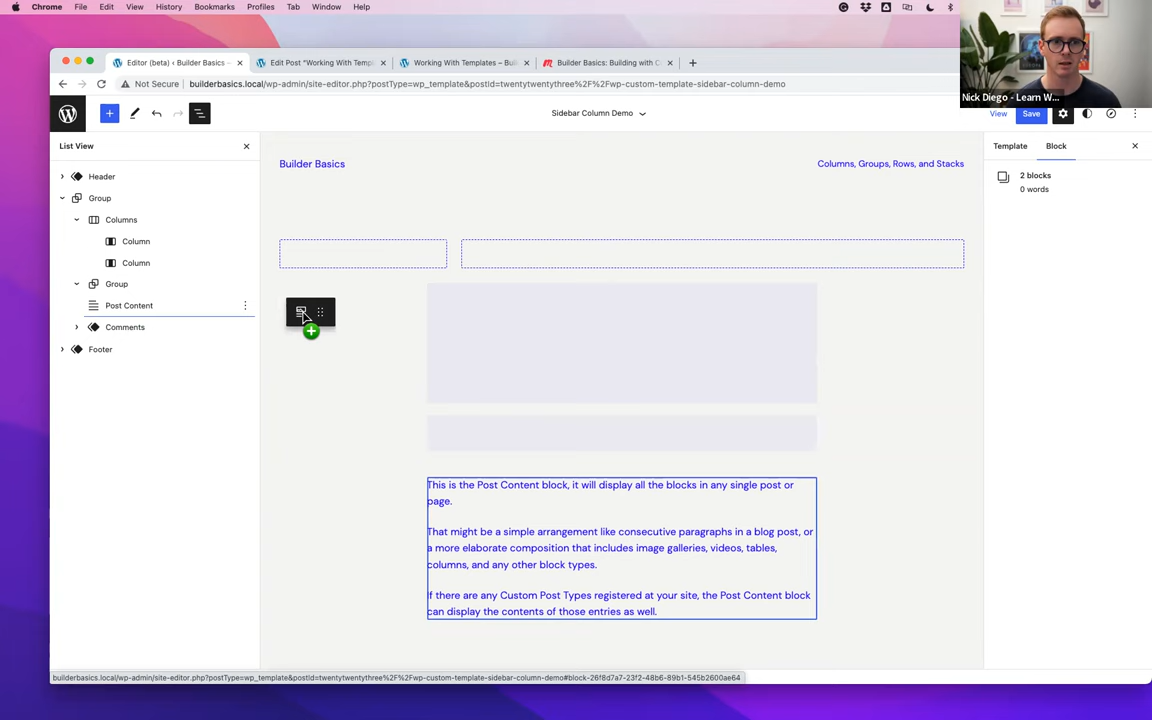 Chrome File Edit View History Bookmarks Profiles Tab Window Help
Editor (beta) ‹ Builder Basics –
Edit Post "Working With Templ
Working With Templates – Buil
Builder Basics: Building with C
Not Secure
builderbasics.local/wp-admin/site-editor.php?postType=wp_template&postId=twentytwentythree%2F%2Fwp-custom-template-sidebar-column-demo
Nick Diego - Learn W...
Sidebar Column Demo
View
Save
List View
Header
Group
Columns
Column
Column
Group
Post Content
Comments
Footer
Builder Basics
Columns, Groups, Rows, and Stacks
This is the Post Content block, it will display all the blocks in any single post or
page.
That might be a simple arrangement like consecutive paragraphs in a blog post, or
a more elaborate composition that includes image galleries, videos, tables,
columns, and any other block types.
If there are any Custom Post Types registered at your site, the Post Content block
can display the contents of those entries as well.
Template
Block
2 blocks
0 words
builderbasics.local/wp-admin/site-editor.php?postType=wp_template&postId=twentytwentythree%2F%2Fwp-custom-template-sidebar-column-demo#block-26f8d7a7-23f2-48b6-89b1-545b2600ae64